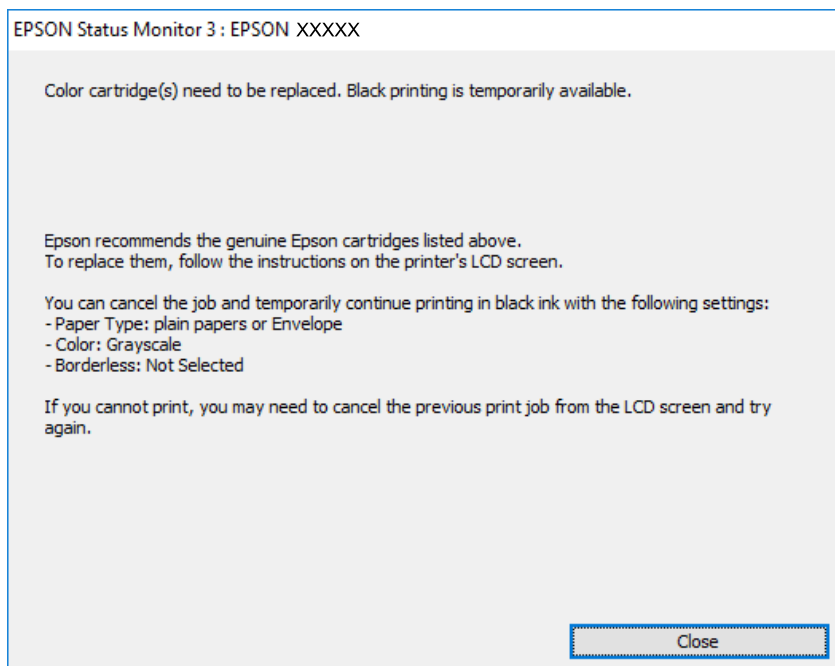 EPSON Status Monitor 3 : EPSON XXXXX
Color cartridge(s) need to be replaced. Black printing is temporarily available.
Epson recommends the genuine Epson cartridges listed above.
To replace them, follow the instructions on the printer's LCD screen.
You can cancel the job and temporarily continue printing in black ink with the following settings:
- Paper Type: plain papers or Envelope
- Color: Grayscale
- Borderless: Not Selected
If you cannot print, you may need to cancel the previous print job from the LCD screen and try
again.
Close